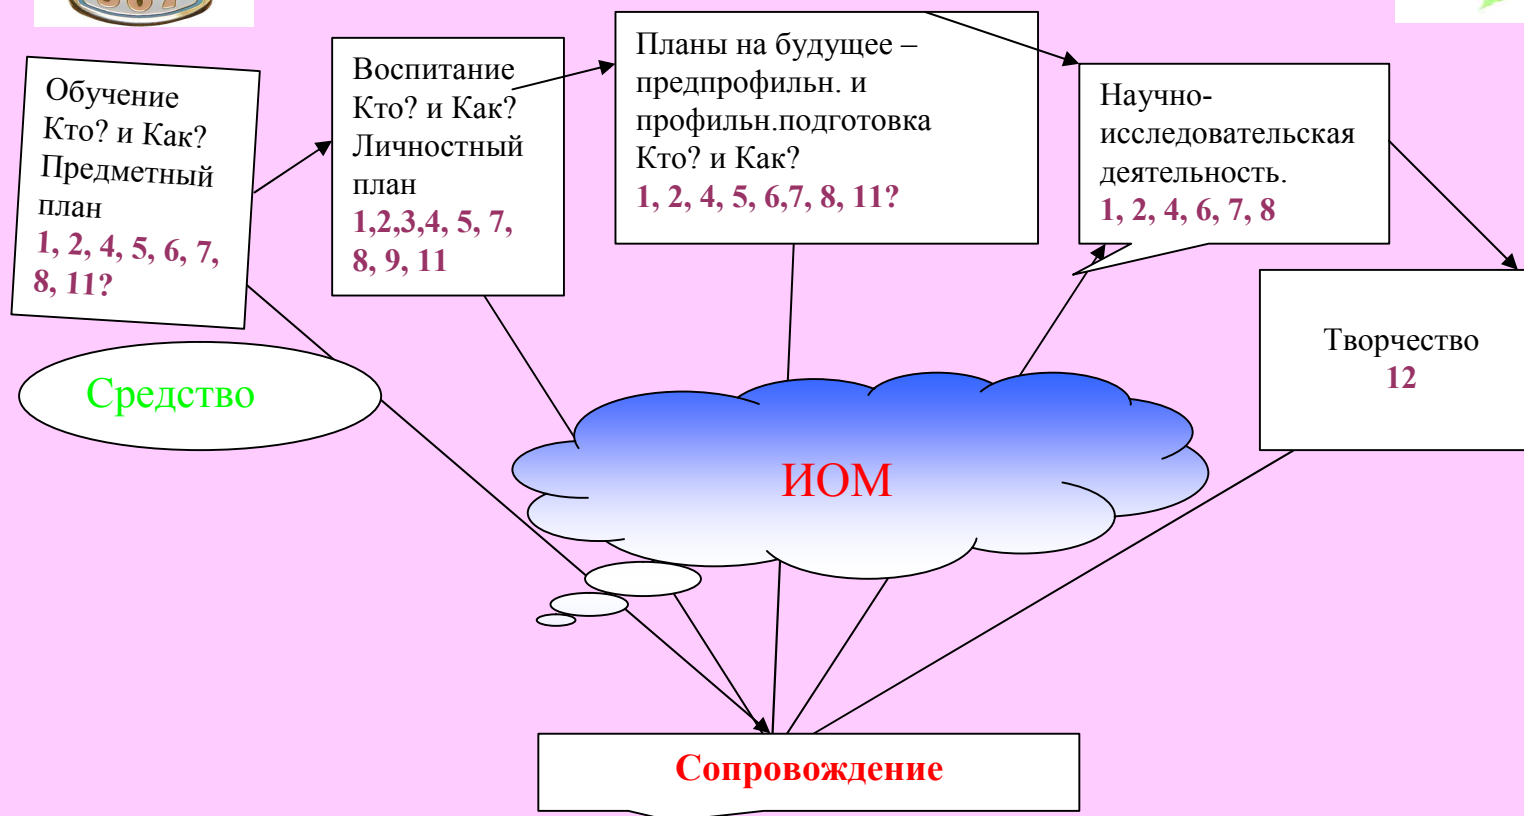 Обучение
Кто? и Как?
Предметный
план
1, 2, 4, 5, 6, 7,
8, 11?
Воспитание
Кто? и Как?
Личностный
план
1,2,3,4, 5, 7,
8, 9, 11
Планы на будущее –
предпрофильн. и
профильн.подготовка
Кто? и Как?
1, 2, 4, 5, 6,7, 8, 11?
Научно-
исследовательская
деятельность.
1, 2, 4, 6, 7, 8
Творчество
12
Средство
ИОМ
Сопровождение